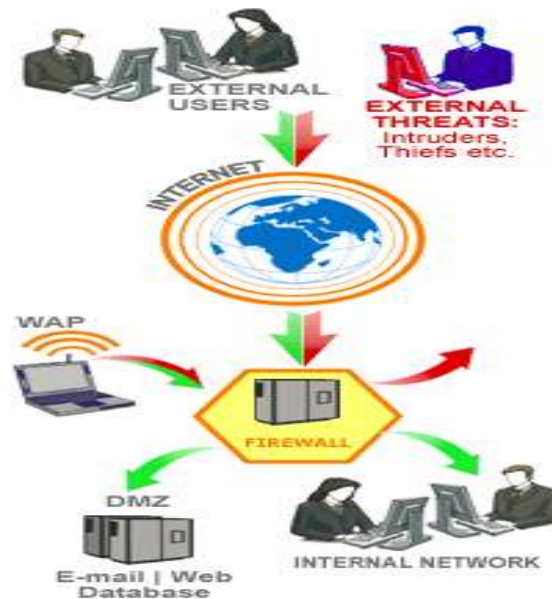 EXTERNAL
USERS
EXTERNAL
THREATS:
Intruders,
Thiefs etc.
INTERNET
WAP
FIREWALL
DMZ
E-mail | Web
Database
INTERNAL NETWORK